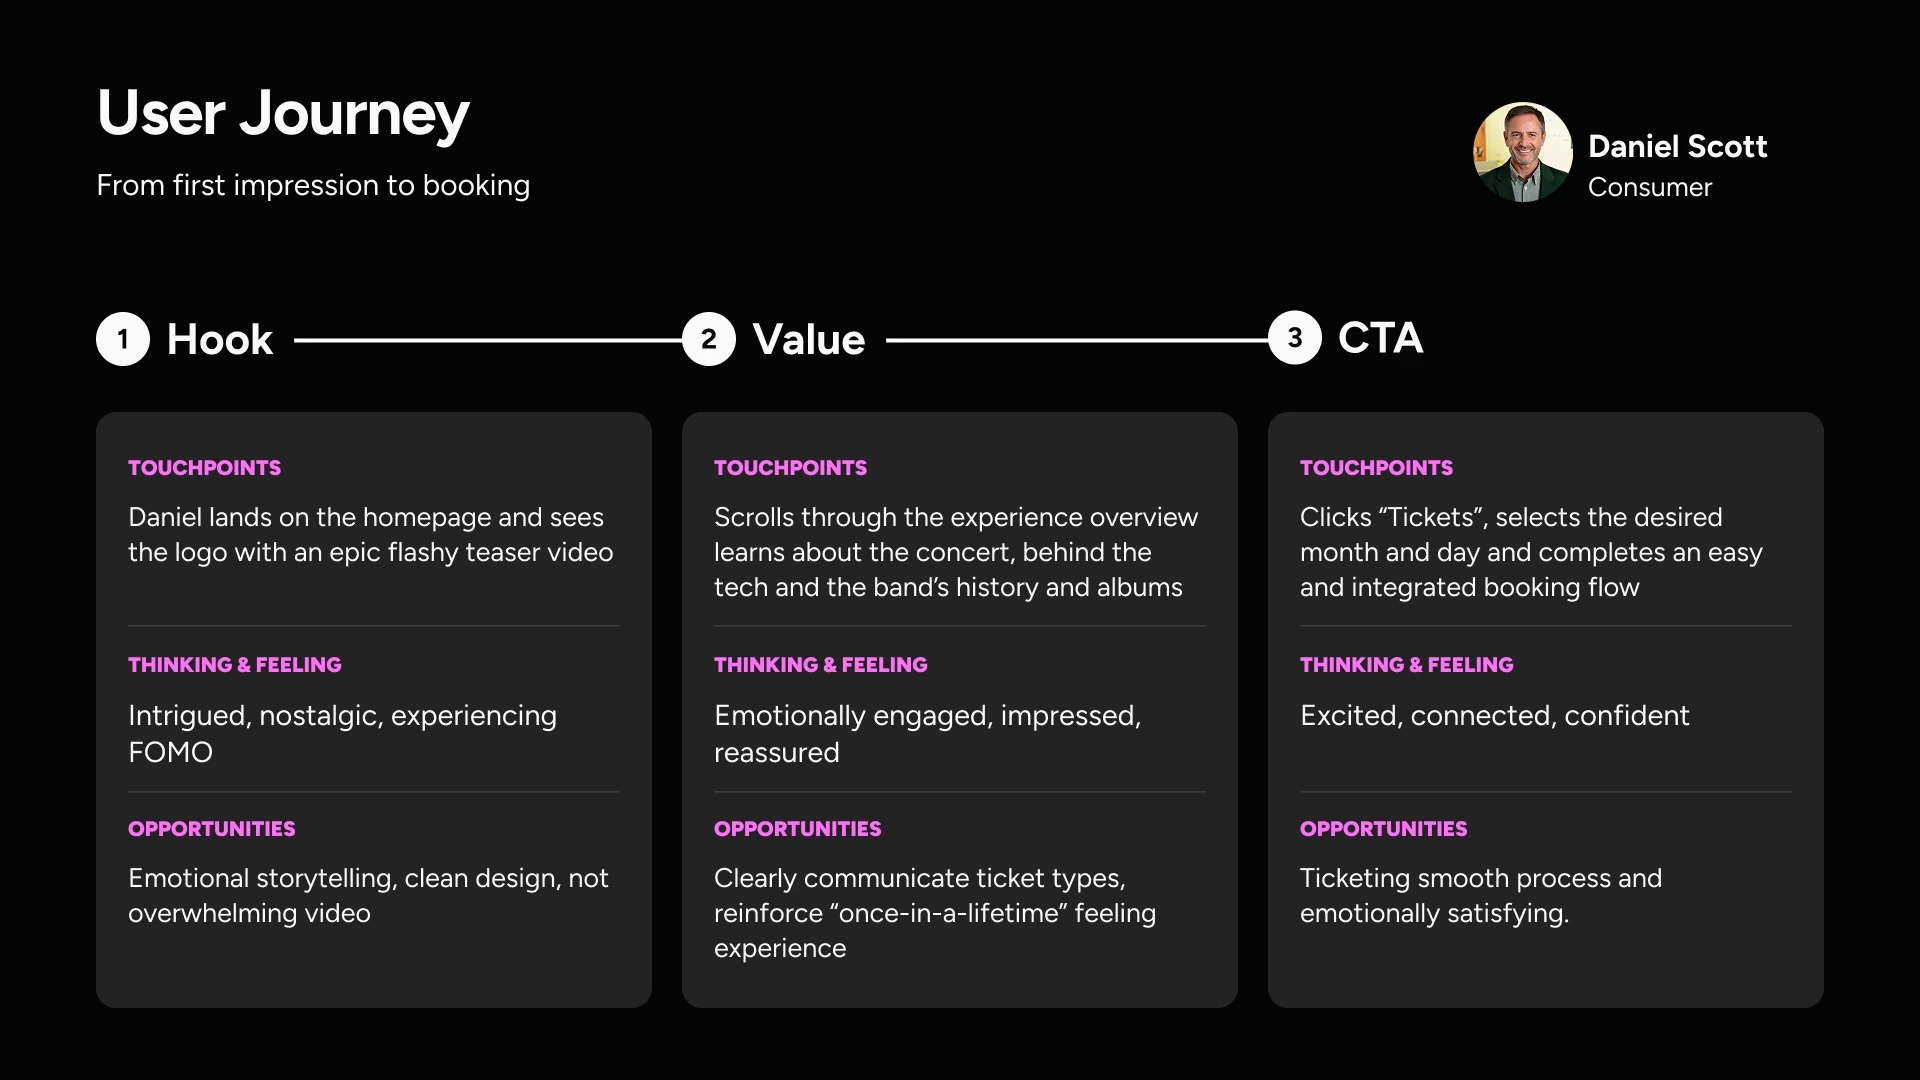 User Journey
From first impression to booking
Daniel Scott
Consumer
1 Hook
2 Value
3 CTA
TOUCHPOINTS
Daniel lands on the homepage and sees
the logo with an epic flashy teaser video
THINKING & FEELING
Intrigued, nostalgic, experiencing
FOMO
OPPORTUNITIES
Emotional storytelling, clean design, not
overwhelming video
TOUCHPOINTS
Scrolls through the experience overview
learns about the concert, behind the
tech and the band’s history and albums
THINKING & FEELING
Emotionally engaged, impressed,
reassured
OPPORTUNITIES
Clearly communicate ticket types,
reinforce “once-in-a-lifetime” feeling
experience
TOUCHPOINTS
Clicks “Tickets”, selects the desired
month and day and completes an easy
and integrated booking flow
THINKING & FEELING
Excited, connected, confident
OPPORTUNITIES
Ticketing smooth process and
emotionally satisfying.